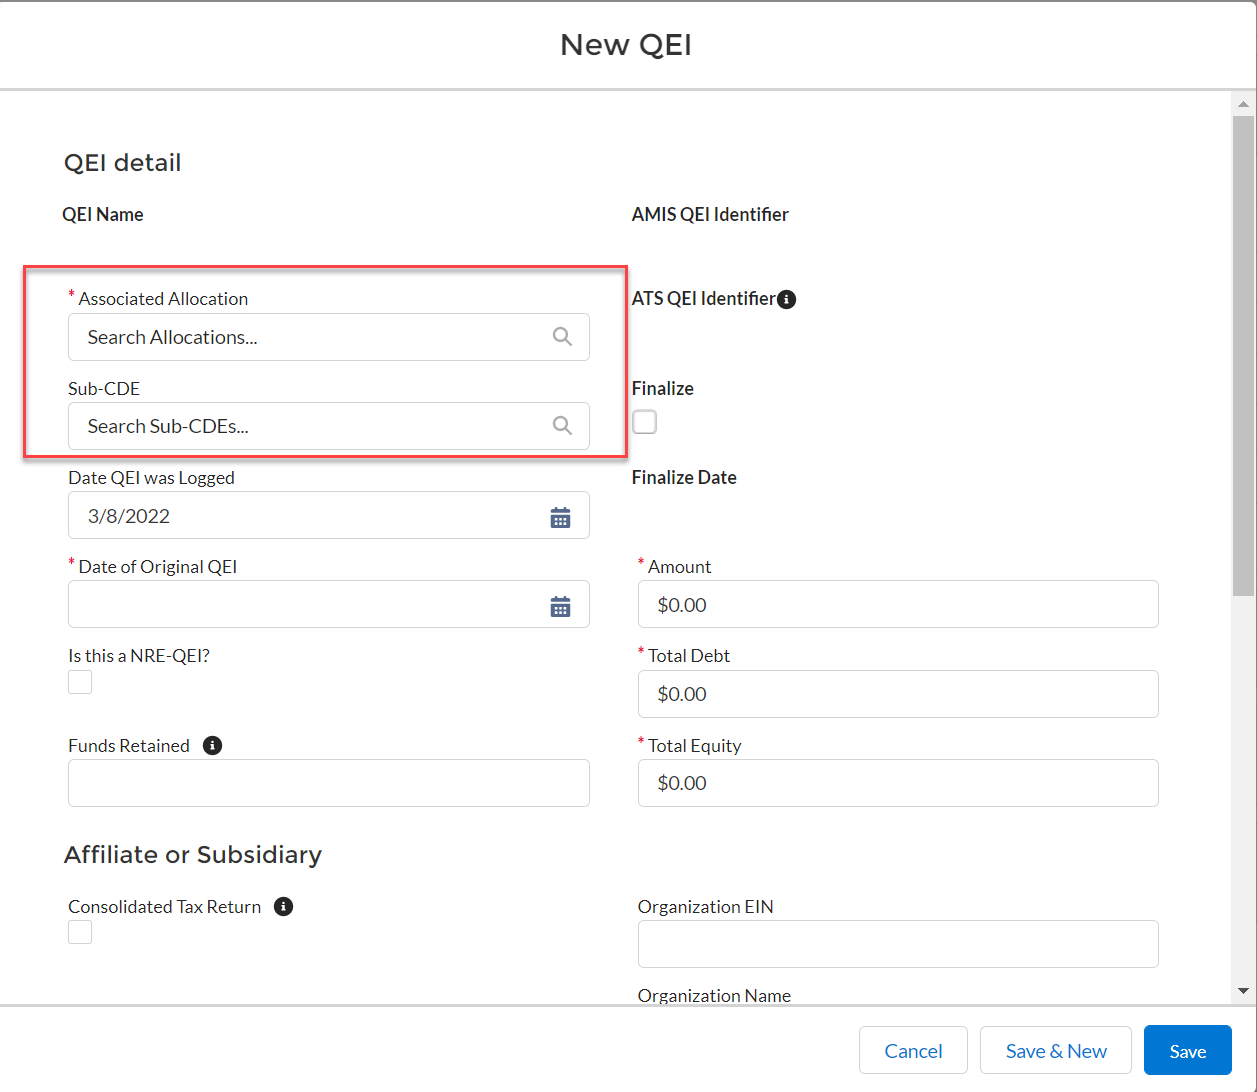 New QEI
QEI detail
QEI Name
AMIS QEI Identifier
* Associated Allocation
ATS QEI Identifier
Search Allocations...
Sub-CDE
Finalize
Search Sub-CDEs...
Date QEI was Logged
Finalize Date
3/8/2022
* Date of Original QEI
* Amount
$0.00
Is this a NRE-QEI?
* Total Debt
$0.00
Funds Retained
* Total Equity
$0.00
Affiliate or Subsidiary
Consolidated Tax Return
Organization EIN
Organization Name
Cancel
Save & New
Save